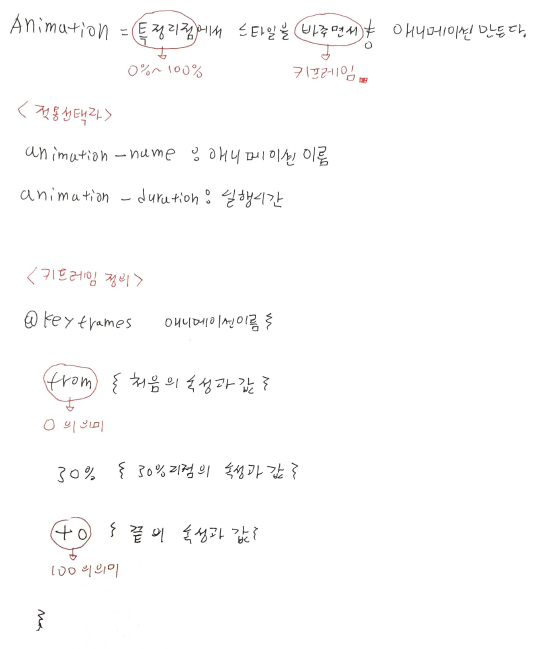 Animation = 특정지점에서 스타일을 바꾸면서 애니메이션 만든다.
0%~100% 키프레임
<적용선택자>
animation-name : 애니메이션 이름
animation-duration : 실행시간
<키프레임 정의>
@keyframes 애니메이션이름 {
from { 처음의 속성과 값 }
0의 의미
30% { 30%지점의 속성과 값 }
to { 끝의 속성과 값 }
100의 의미
}